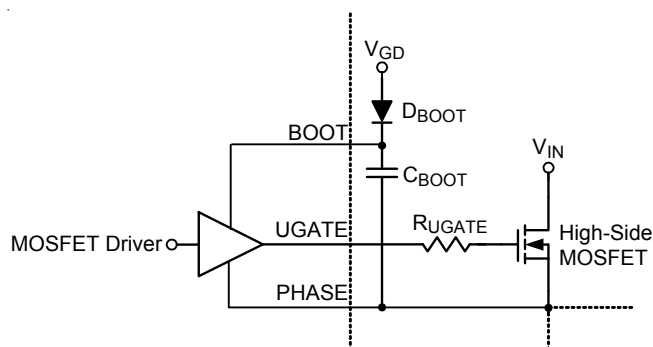 VGD
DBOOT
BOOT
VIN
CBOOT
RUGATE
UGATE
High-Side
MOSFET Driver
MOSFET
PHASE